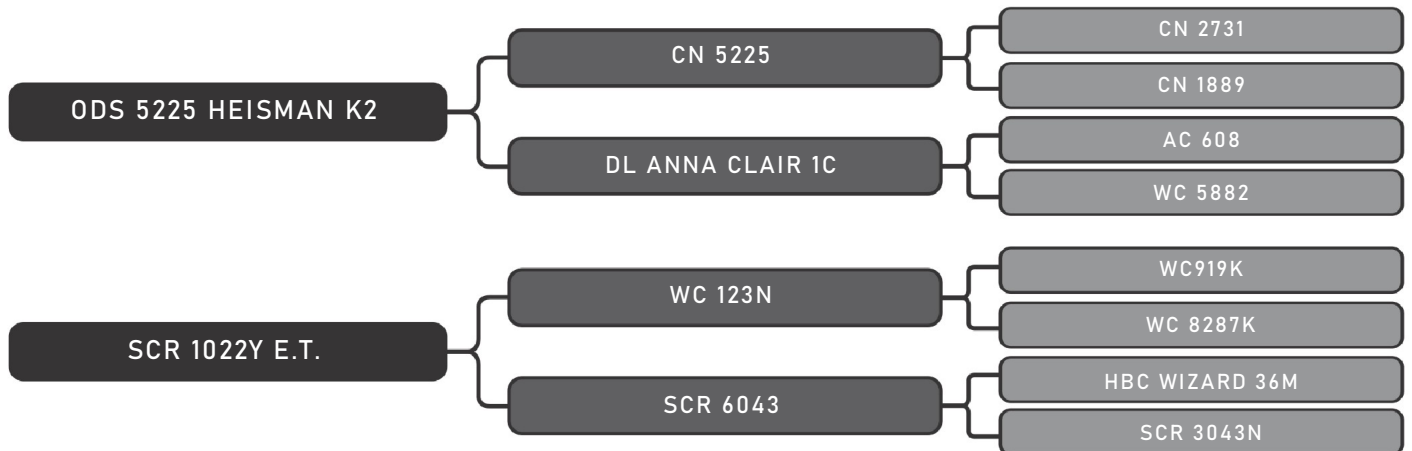 ODS 5225 HEISMAN K2
CN 5225
DL ANNA CLAIR 1C
CN 2731
CN 1889
AC 608
WC 5882
SCR 1022Y E.T.
WC 123N
SCR 6043
WC919K
WC 8287K
HBC WIZARD 36M
SCR 3043N